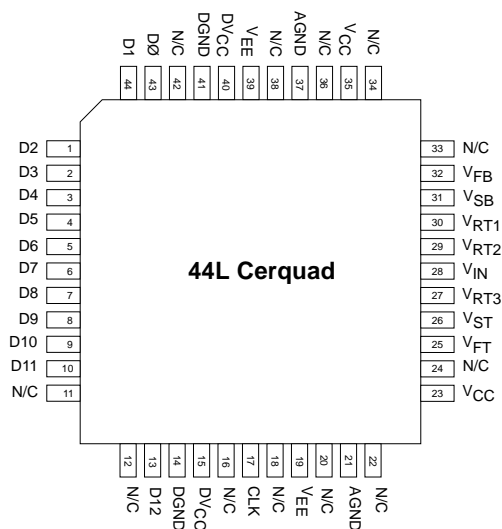 D1
DØ
N/C
DGND
DVCC
VEE
N/C
AGND
N/C
VCC
N/C
44
43
42
41
40
39
38
37
36
35
34
D2 1
D3 2
D4 3
D5 4
D6 5
D7 6
D8 7
D9 8
D10 9
D11 10
N/C 11
44L Cerquad
33 N/C
32 VFB
31 VSB
30 VRT1
29 VRT2
28 VIN
27 VRT3
26 VST
25 VFT
24 N/C
23 VCC
12
13
14
15
16
17
18
19
20
21
22
N/C
D12
DGND
DVCC
N/C
CLK
N/C
VEE
N/C
AGND
N/C